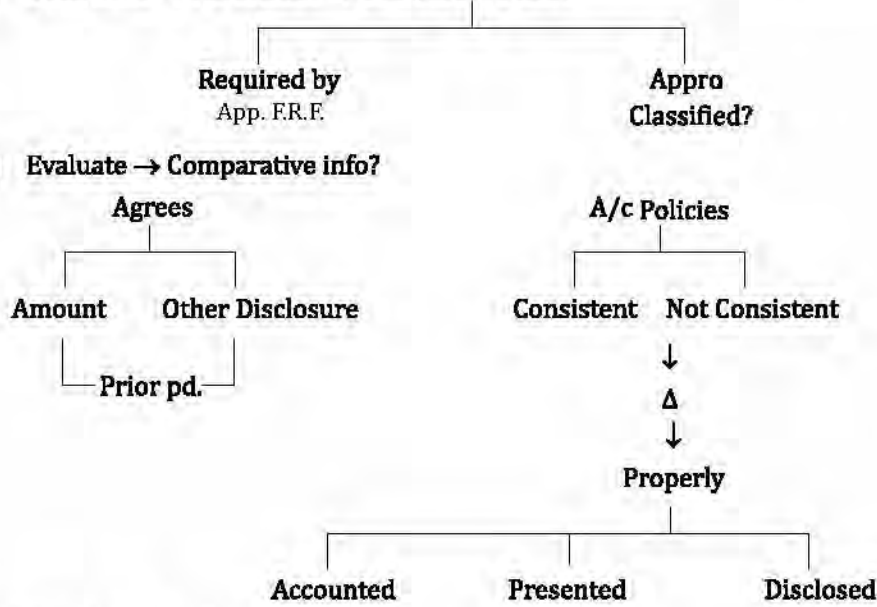 Required by Appro
App. F.R.F. Classified?
Evaluate → Comparative info?
Agrees A/c Policies
Amount Other Disclosure Consistent Not Consistent
↓
Prior pd.
Δ
↓
Properly
Accounted Presented Disclosed